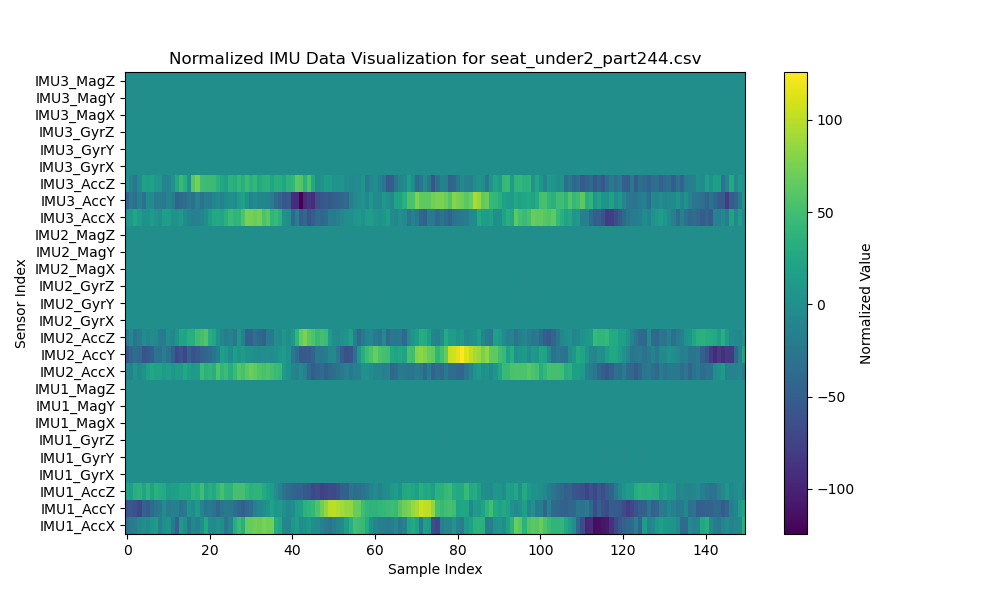 Normalized IMU Data Visualization for seat_under2_part244.csv
IMU3_MagZ
IMU3_MagY
IMU3_MagX
IMU3_GyrZ
IMU3_GyrY
IMU3_GyrX
IMU3_AccZ
IMU3_AccY
IMU3_AccX
IMU2_MagZ
IMU2_MagY
IMU2_MagX
IMU2_GyrZ
IMU2_GyrY
IMU2_GyrX
IMU2_AccZ
IMU2_AccY
IMU2_AccX
IMU1_MagZ
IMU1_MagY
IMU1_MagX
IMU1_GyrZ
IMU1_GyrY
IMU1_GyrX
IMU1_AccZ
IMU1_AccY
IMU1_AccX
Sensor Index
0 20 40 60 80 100 120 140
Sample Index
100
50
0
−50
−100
Normalized Value